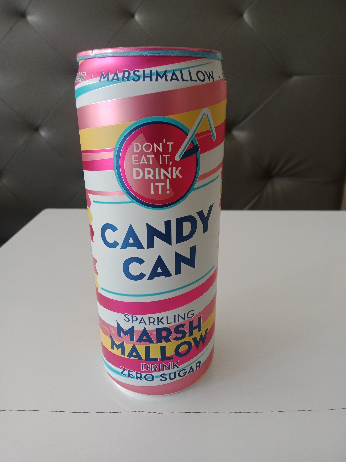 MARSHMALLOW
DON'T
EAT IT,
DRINK
IT!
CANDY
CAN
SPARKLING
MARSH
MALLOW
DRINK
ZERO SUGAR